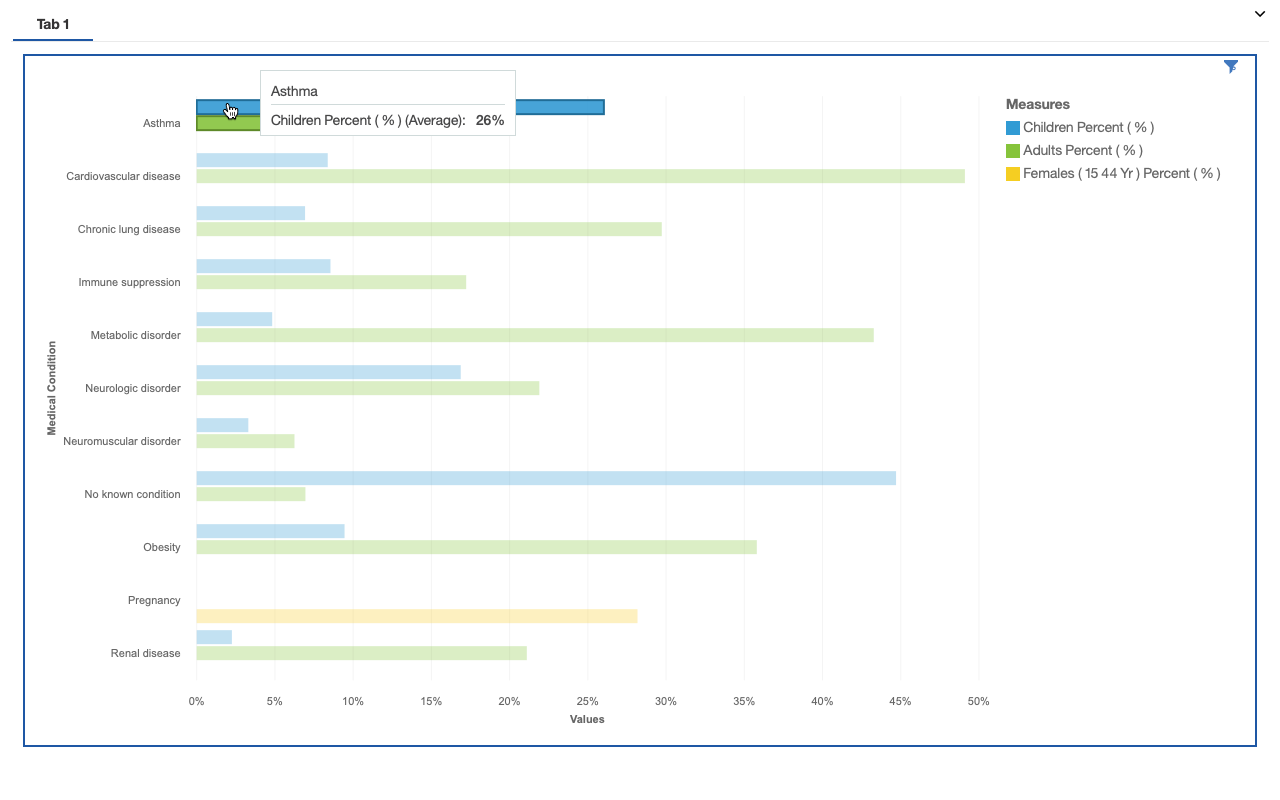 Tab 1
Asthma
Children Percent ( % ) (Average): 26%
Measures
Children Percent ( % )
Adults Percent ( % )
Females ( 15 44 Yr ) Percent ( % )
Medical Condition
Asthma
Cardiovascular disease
Chronic lung disease
Immune suppression
Metabolic disorder
Neurologic disorder
Neuromuscular disorder
No known condition
Obesity
Pregnancy
Renal disease
0% 5% 10% 15% 20% 25% 30% 35% 40% 45% 50%
Values